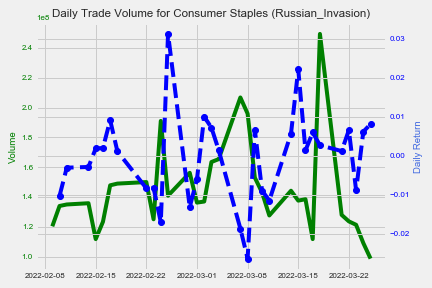 Daily Trade Volume for Consumer Staples (Russian_Invasion)
1e6
2.4
2.2
2.0
1.8
1.6
1.4
1.2
1.0
Volume
0.03
0.02
0.01
0.00
−0.01
−0.02
Daily Return
2022-02-08 2022-02-15 2022-02-22 2022-03-01 2022-03-08 2022-03-15 2022-03-22